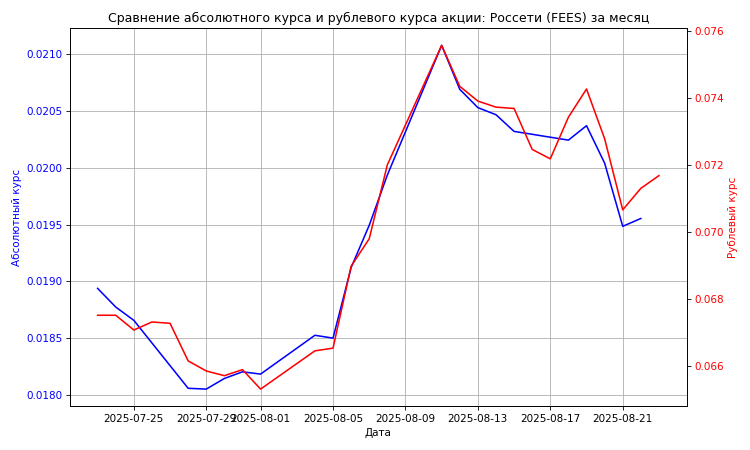 Сравнение абсолютного курса и рублевого курса акции: Россети (FEES) за месяц
0.0210
0.0205
0.0200
0.0195
0.0190
0.0185
0.0180
Абсолютный курс
0.076
0.074
0.072
0.070
0.068
0.066
Рублевый курс
2025-07-25 2025-07-29 2025-08-01 2025-08-05 2025-08-09 2025-08-13 2025-08-17 2025-08-21
Дата